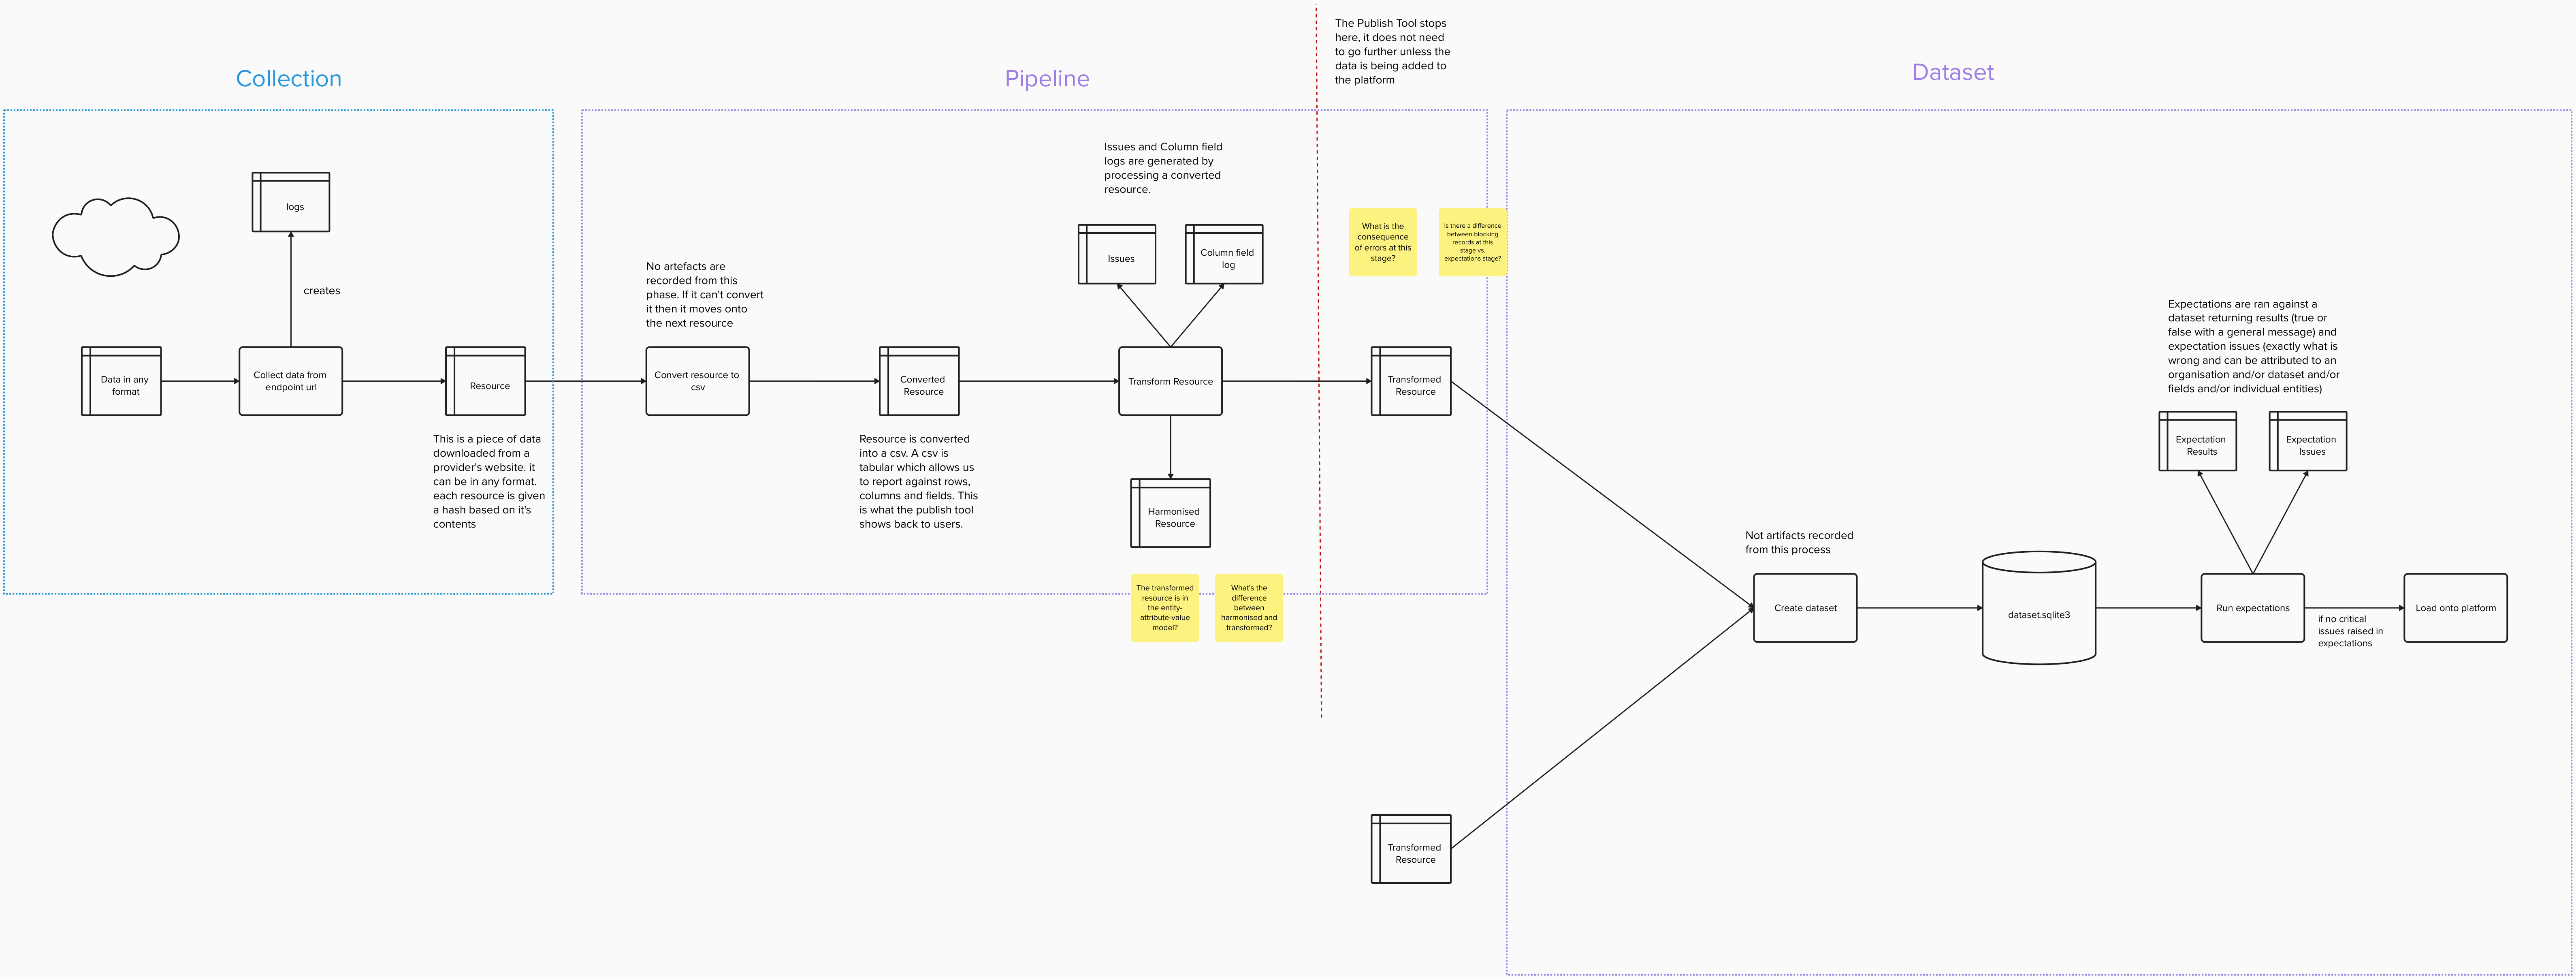 The Publish Tool stops
here, it does not need
to go further unless the
data is being added to
the platform
Collection
Pipeline
Dataset
logs
creates
Data in any
format
Collect data from
endpoint url
Resource
This is a piece of data
downloaded from a
provider's website. it
can be in any format.
each resource is given
a hash based on it's
contents
No artefacts are
recorded from this
phase. If it can't convert
it then it moves onto
the next resource
Convert resource to
csv
Converted
Resource
Resource is converted
into a csv. A csv is
tabular which allows us
to report against rows,
columns and fields. This
is what the publish tool
shows back to users.
Issues and Column field
logs are generated by
processing a converted
resource.
Issues
Column field
log
Transform Resource
Harmonised
Resource
The transformed
resource is in
the entity-
attribute-value
model?
What's the
difference
between
harmonised and
transformed?
What is the
consequence
of errors at this
stage?
Is there a difference
between blocking
records at this
stage vs.
expectations stage?
Transformed
Resource
Transformed
Resource
Not artifacts recorded
from this process
Create dataset
dataset.sqlite3
Expectations are ran against a
dataset returning results (true or
false with a general message) and
expectation issues (exactly what is
wrong and can be attributed to an
organisation and/or dataset and/or
fields and/or individual entities)
Expectation
Results
Expectation
Issues
Run expectations
if no critical
issues raised in
expectations
Load onto platform